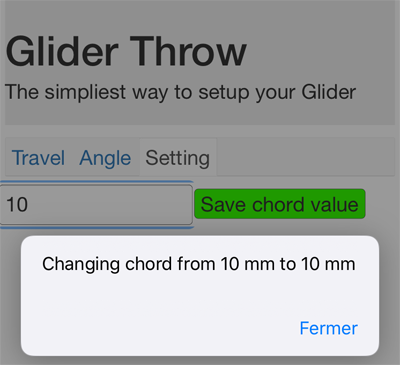 Glider Throw
The simpliest way to setup your Glider
Travel Angle Setting
10 Save chord value
Changing chord from 10 mm to 10 mm
Fermer